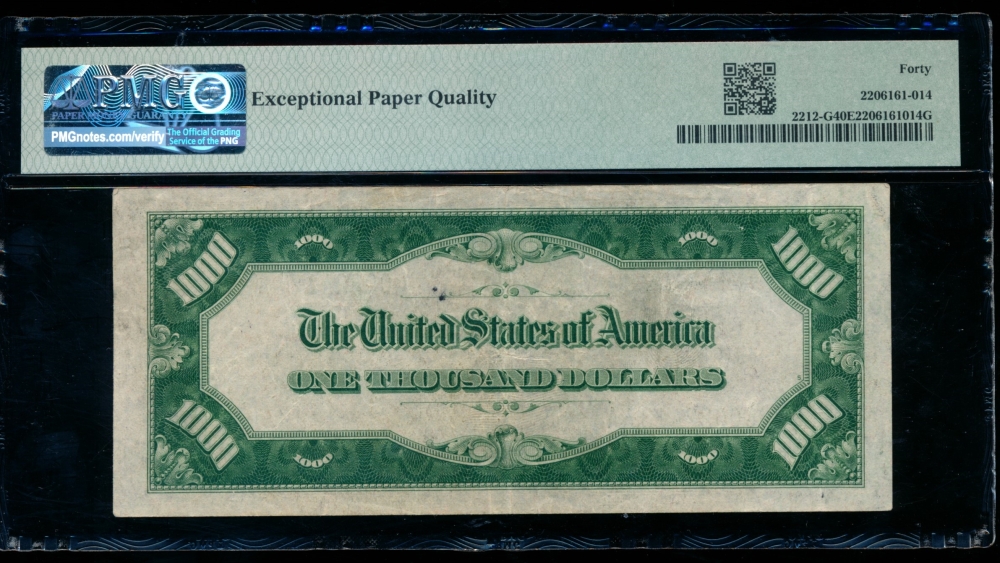 PMG
PAPER MONEY GUARANTY
PMGnotes.com/verify
The Official Grading
Service of the PNG
Exceptional Paper Quality
Forty
2206161-014
2212-G40E2206161014G
1000 1000 1000 1000
The United States of America
ONE THOUSAND DOLLARS
1000 1000 1000 1000